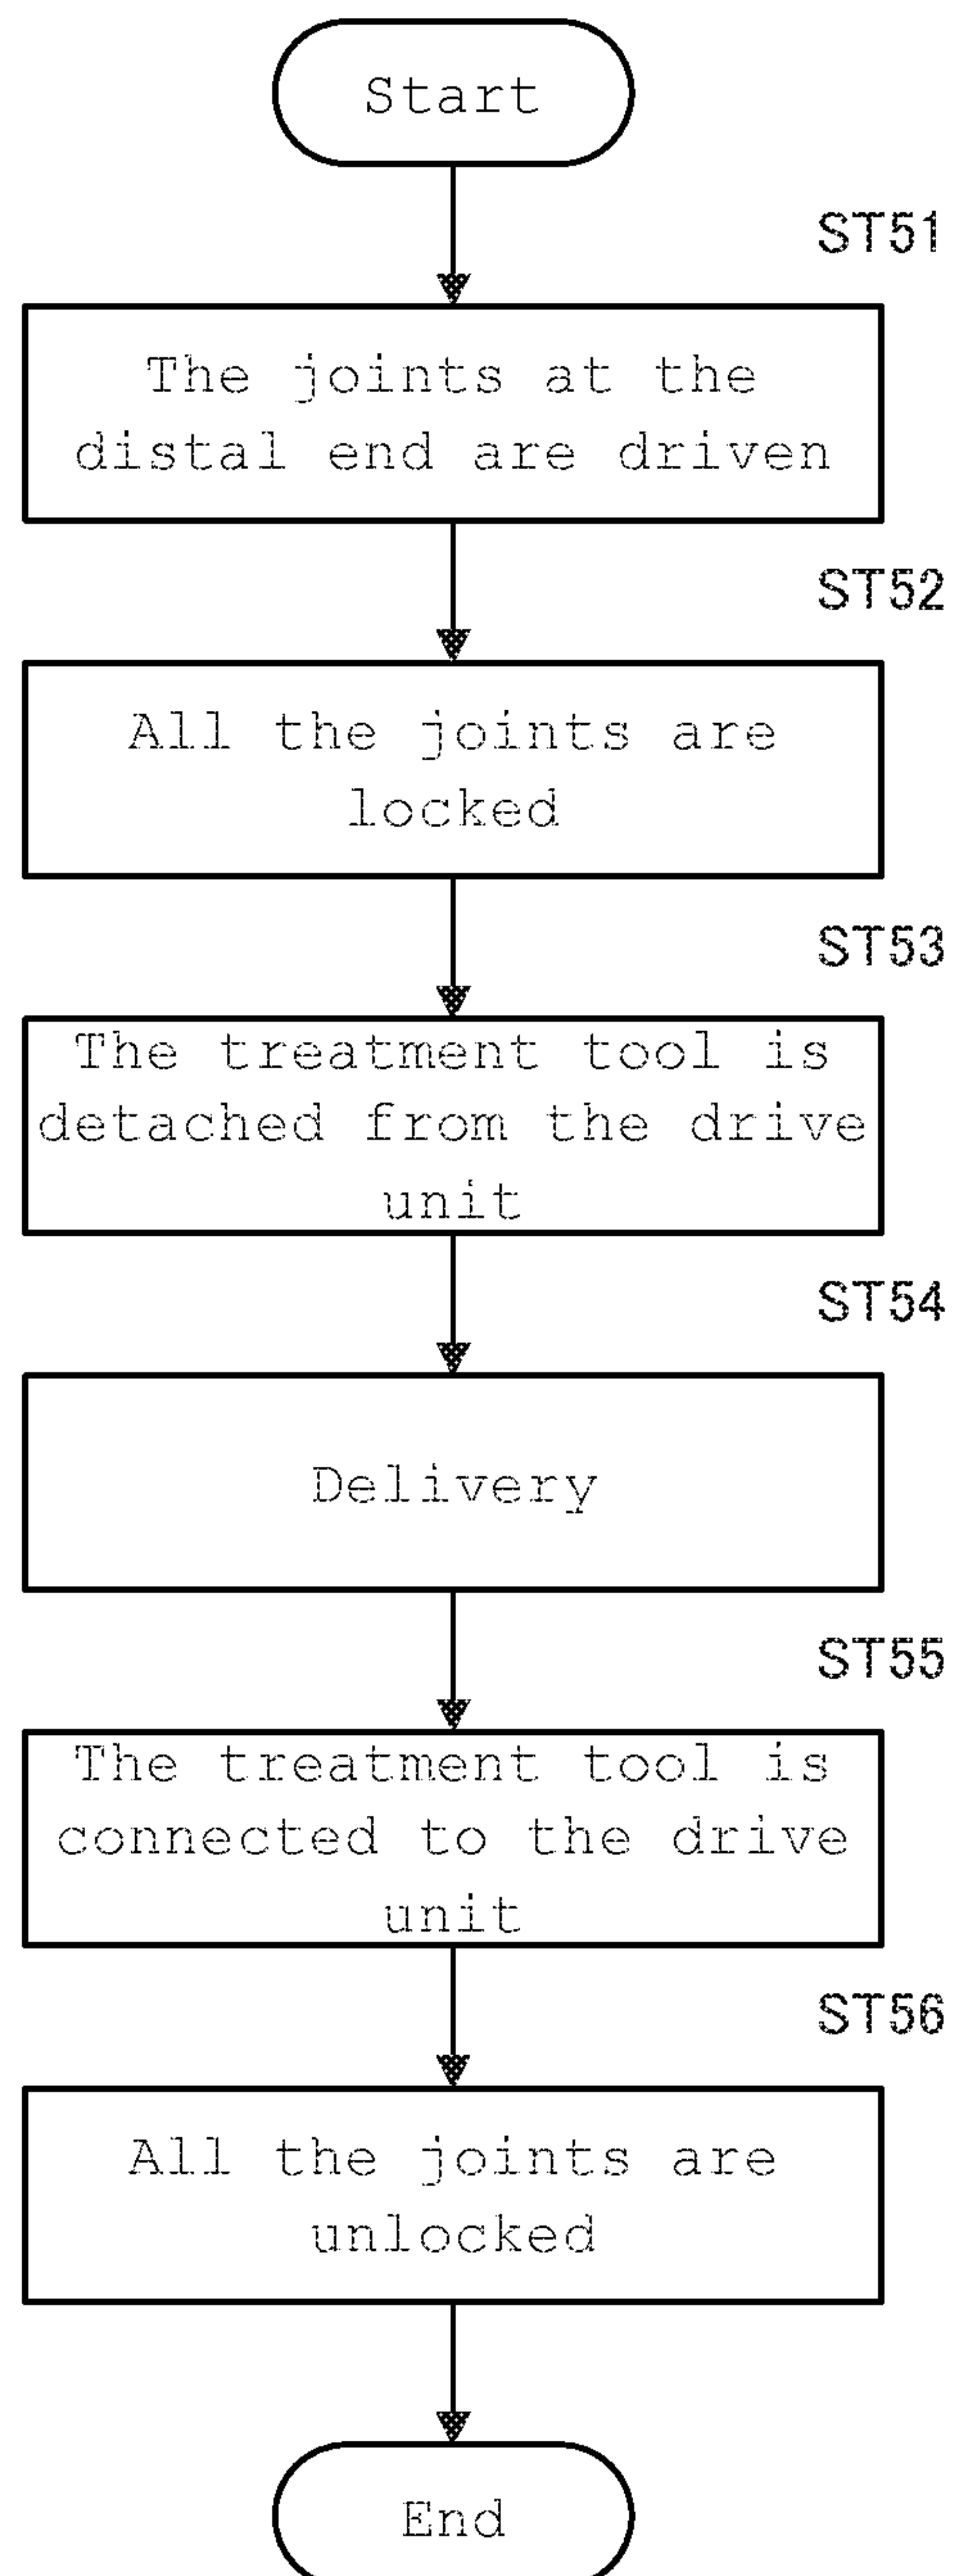 Start
ST51
The joints at the
distal end are driven
ST52
All the joints are
locked
ST53
The treatment tool is
detached from the drive
unit
ST54
Delivery
ST55
The treatment tool is
connected to the drive
unit
ST56
All the joints are
unlocked
End